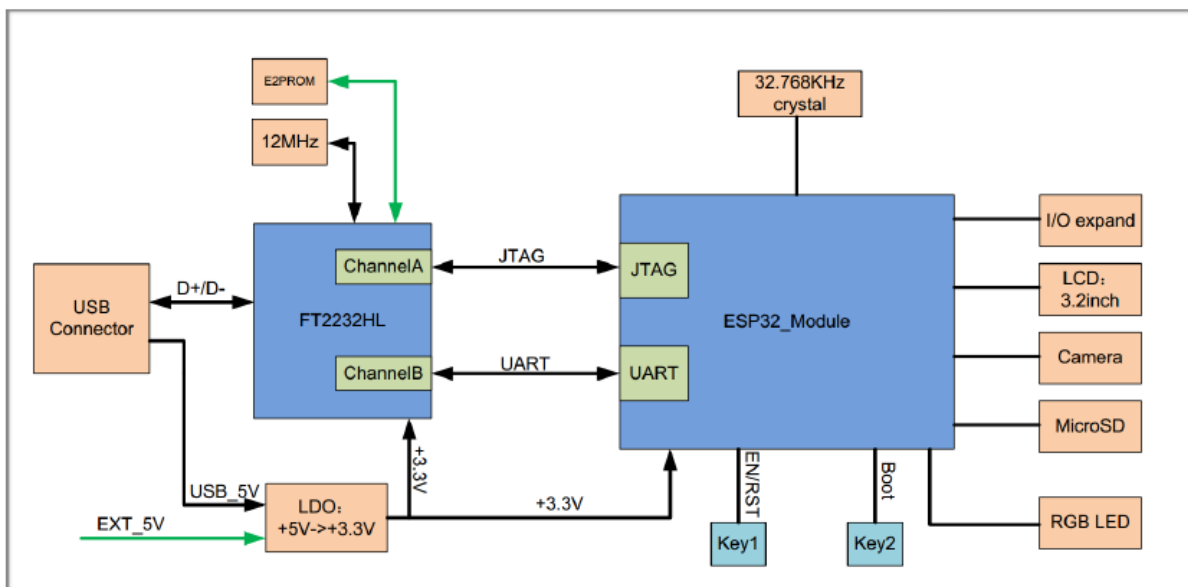 E2PROM
12MHz
32.768KHz
crystal
USB
Connector
D+/D-
FT2232HL
ChannelA
ChannelB
JTAG
UART
JTAG
UART
ESP32_Module
I/O expand
LCD:
3.2inch
Camera
MicroSD
RGB LED
USB_5V
EXT_5V
LDO:
+5V->+3.3V
+3.3V
+3.3V
EN/RST
Boot
Key1
Key2